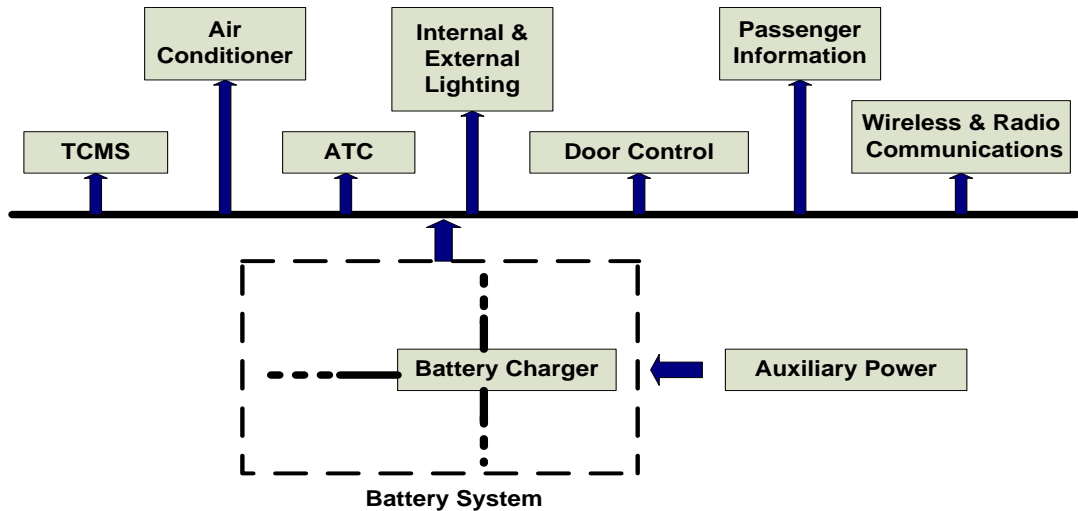 Air
Conditioner
Internal &
External
Lighting
Passenger
Information
Wireless & Radio
Communications
TCMS
ATC
Door Control
Battery Charger
Auxiliary Power
Battery System